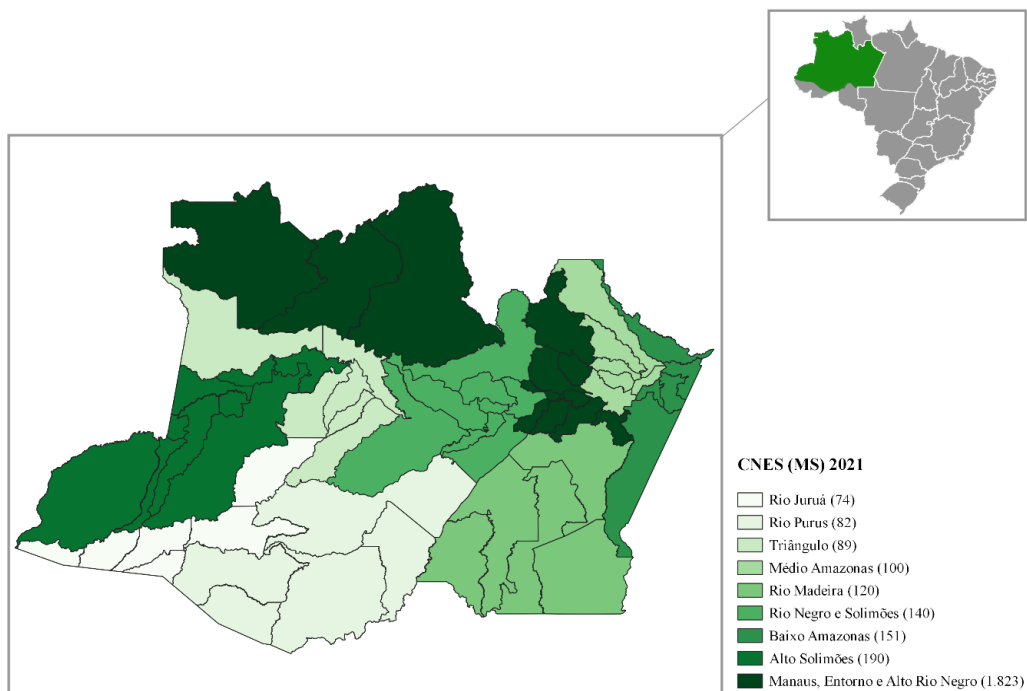 CNES (MS) 2021
Rio Juruá (74)
Rio Purus (82)
Triângulo (89)
Médio Amazonas (100)
Rio Madeira (120)
Rio Negro e Solimões (140)
Baixo Amazonas (151)
Alto Solimões (190)
Manaus, Entorno e Alto Rio Negro (1.823)